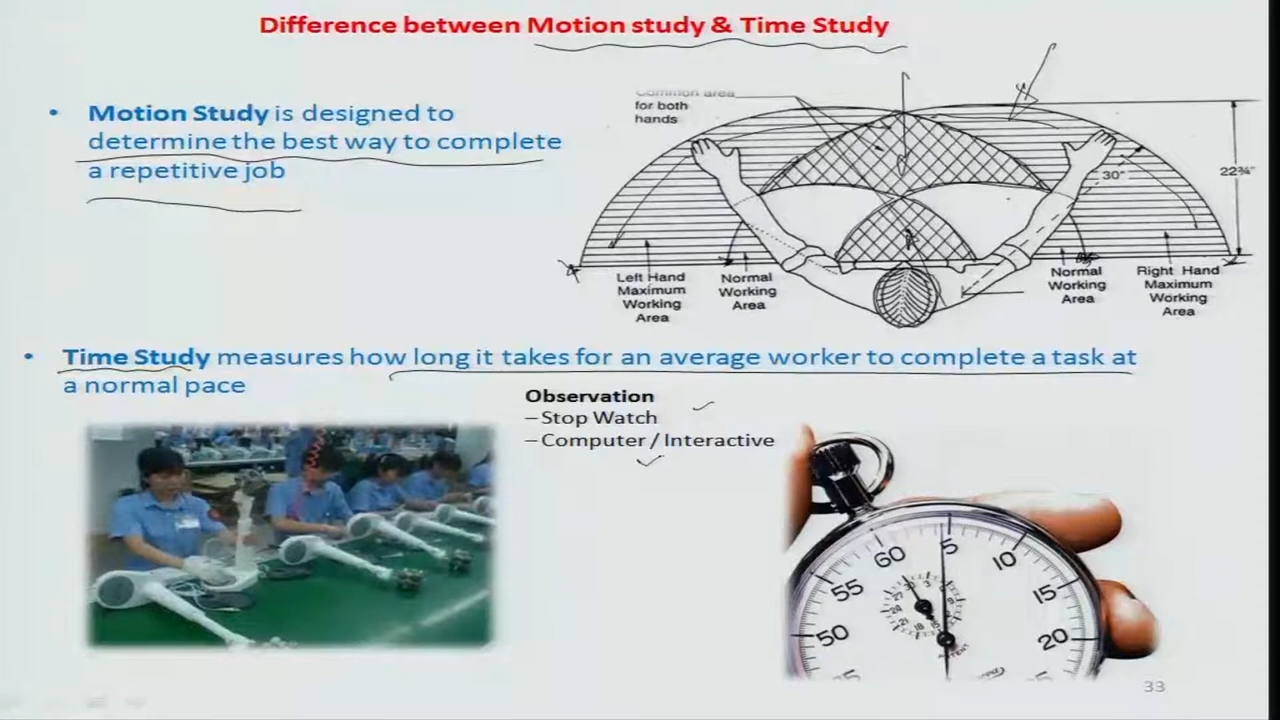 Difference between Motion study & Time Study
• Motion Study is designed to
determine the best way to complete
a repetitive job
Common area
for both
hands
30"
22¾"
Left Hand
Maximum
Working
Area
Normal
Working
Area
Normal
Working
Area
Right Hand
Maximum
Working
Area
• Time Study measures how long it takes for an average worker to complete a task at
a normal pace
Observation
–Stop Watch
–Computer / Interactive
60
5
10
55
15
50
20
33